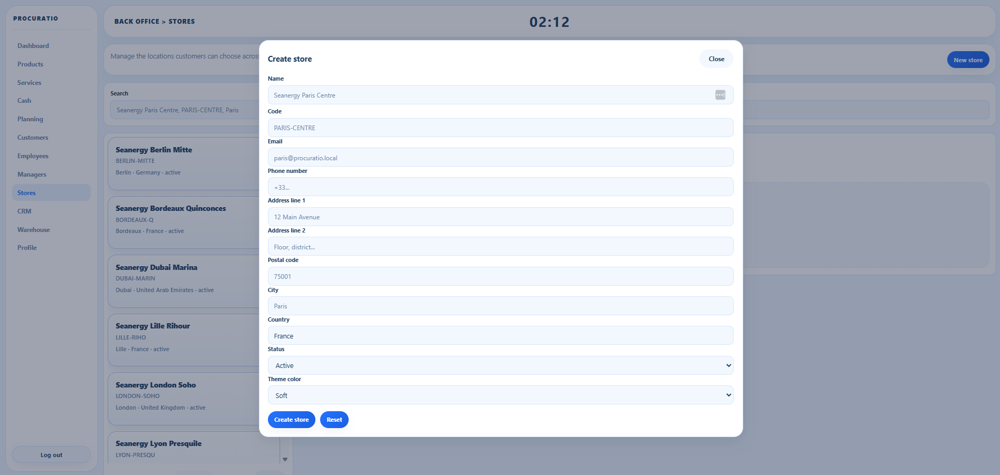 PROCURATIO
Dashboard
Products
Services
Cash
Planning
Customers
Employees
Managers
Stores
CRM
Warehouse
Profile
Log out
BACK OFFICE > STORES
02:12
Manage the locations customers can choose across
New store
Search
Seanergy Paris Centre, PARIS-CENTRE, Paris
Seanergy Berlin Mitte
BERLIN-MITTE
Berlin · Germany · active
Seanergy Bordeaux Quinconces
BORDEAUX-Q
Bordeaux · France · active
Seanergy Dubai Marina
DUBAI-MARIN
Dubai · United Arab Emirates · active
Seanergy Lille Rihour
LILLE-RIHO
Lille · France · active
Seanergy London Soho
LONDON-SOHO
London · United Kingdom · active
Seanergy Lyon Presquile
LYON-PRESQU
Create store
Close
Name
Seanergy Paris Centre
Code
PARIS-CENTRE
Email
paris@procuratio.local
Phone number
+33...
Address line 1
12 Main Avenue
Address line 2
Floor, district...
Postal code
75001
City
Paris
Country
France
Status
Active
Theme color
Soft
Create store
Reset